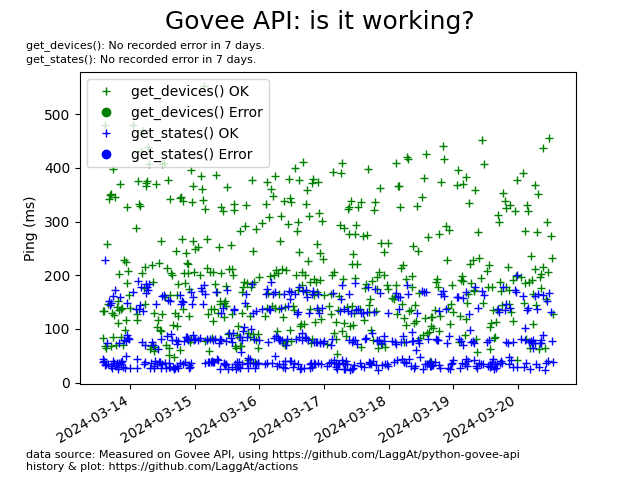 Govee API: is it working?
get_devices(): No recorded error in 7 days.
get_states(): No recorded error in 7 days.
get_devices() OK
get_devices() Error
get_states() OK
get_states() Error
Ping (ms)
500
400
300
200
100
0
2024-03-14
2024-03-15
2024-03-16
2024-03-17
2024-03-18
2024-03-19
2024-03-20
data source: Measured on Govee API, using https://github.com/LaggAt/python-govee-api
history & plot: https://github.com/LaggAt/actions